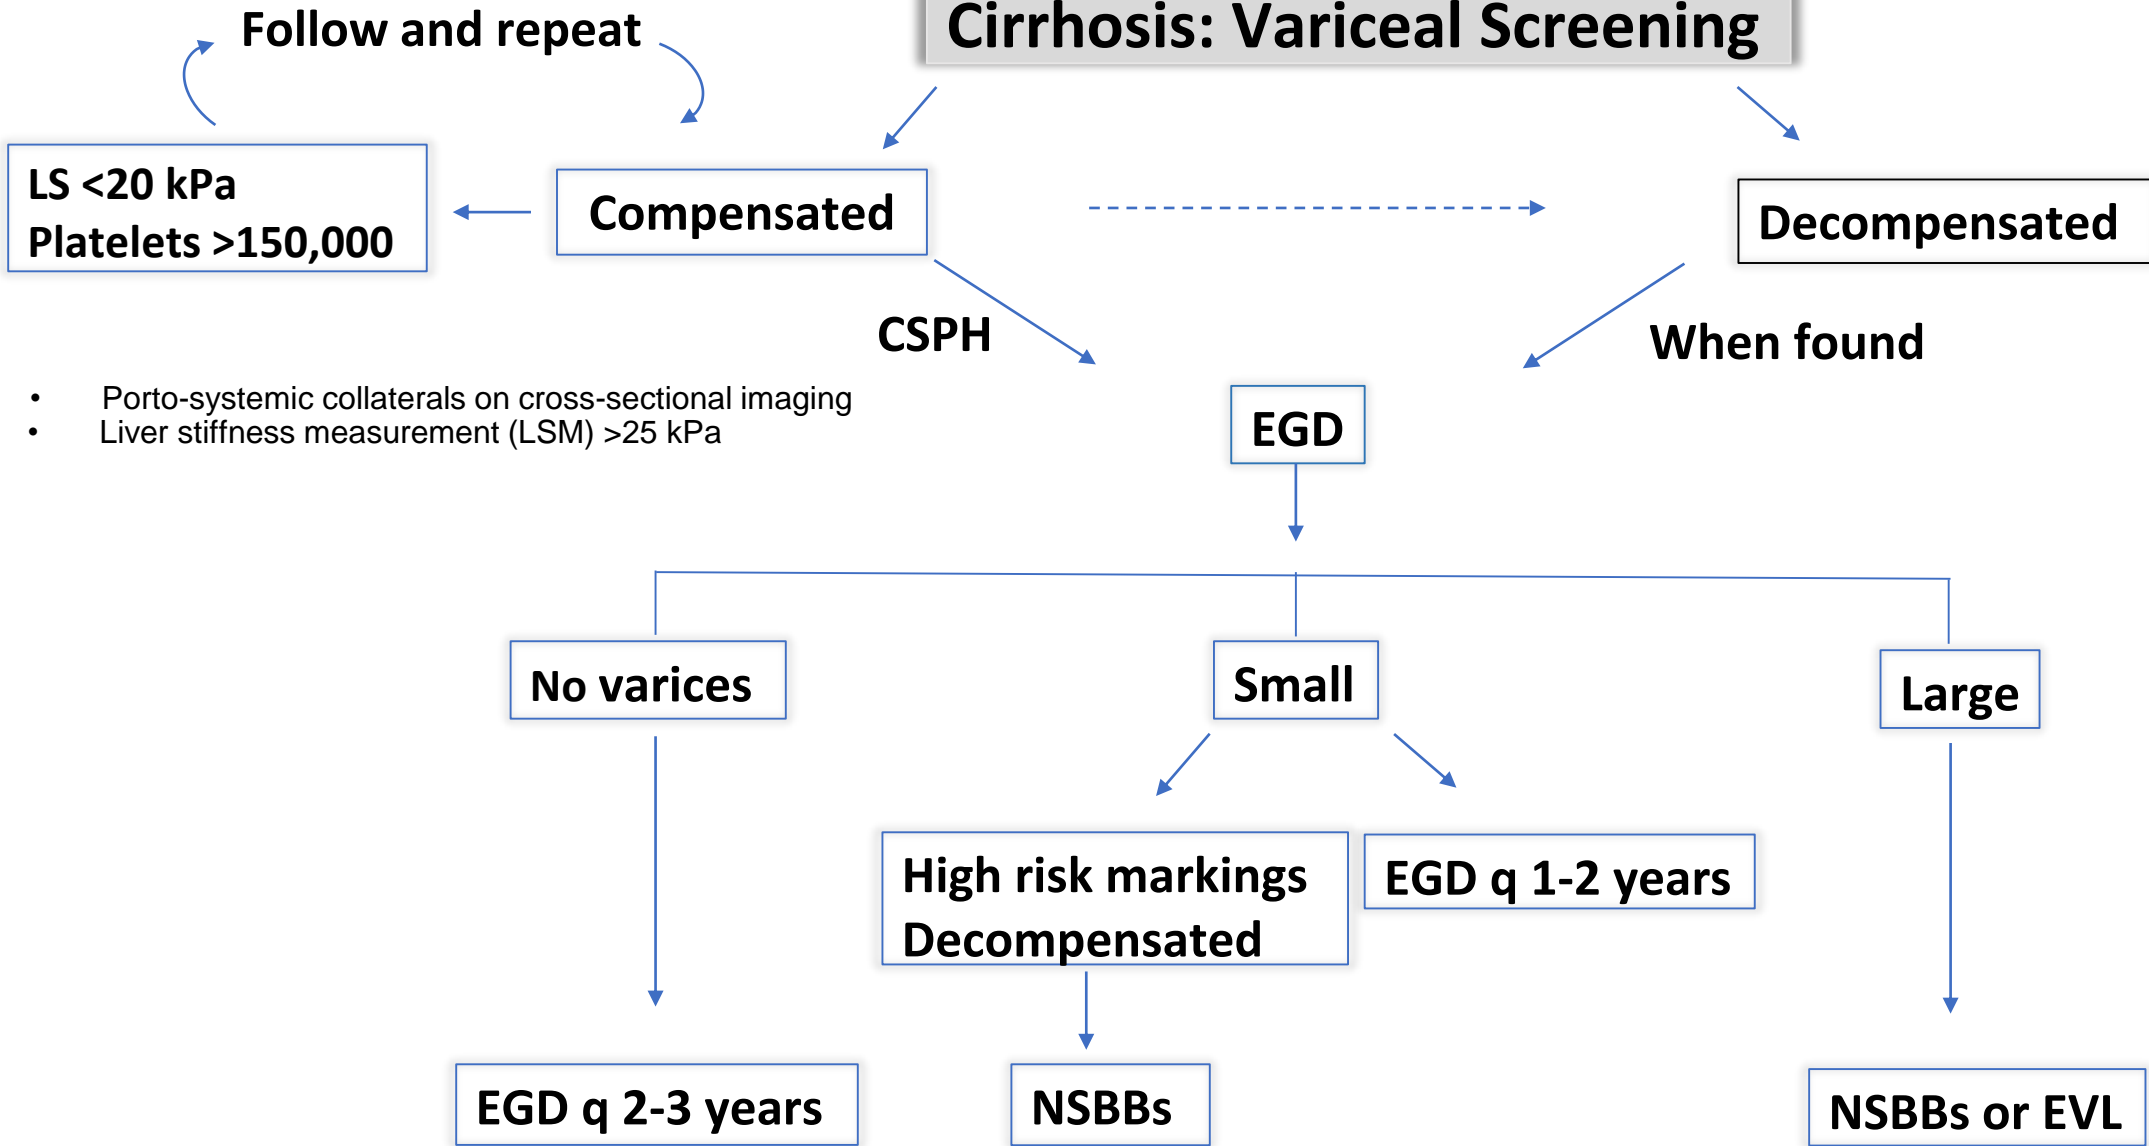 Cirrhosis: Variceal Screening
Follow and repeat
LS <20 kPa
Platelets >150,000
Compensated
Decompensated
CSPH
When found
• Porto-systemic collaterals on cross-sectional imaging
• Liver stiffness measurement (LSM) >25 kPa
EGD
No varices
Small
Large
High risk markings
Decompensated
EGD q 1-2 years
EGD q 2-3 years
NSBBs
NSBBs or EVL